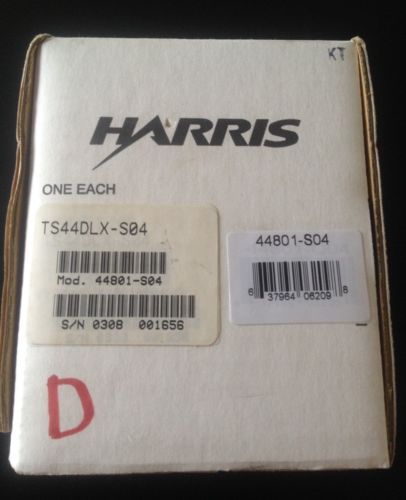 KT
HARRIS
ONE EACH
TS44DLX-S04
Mod. 44801-S04
S/N 0308 001656
44801-S04
6 37964 06209 8
D